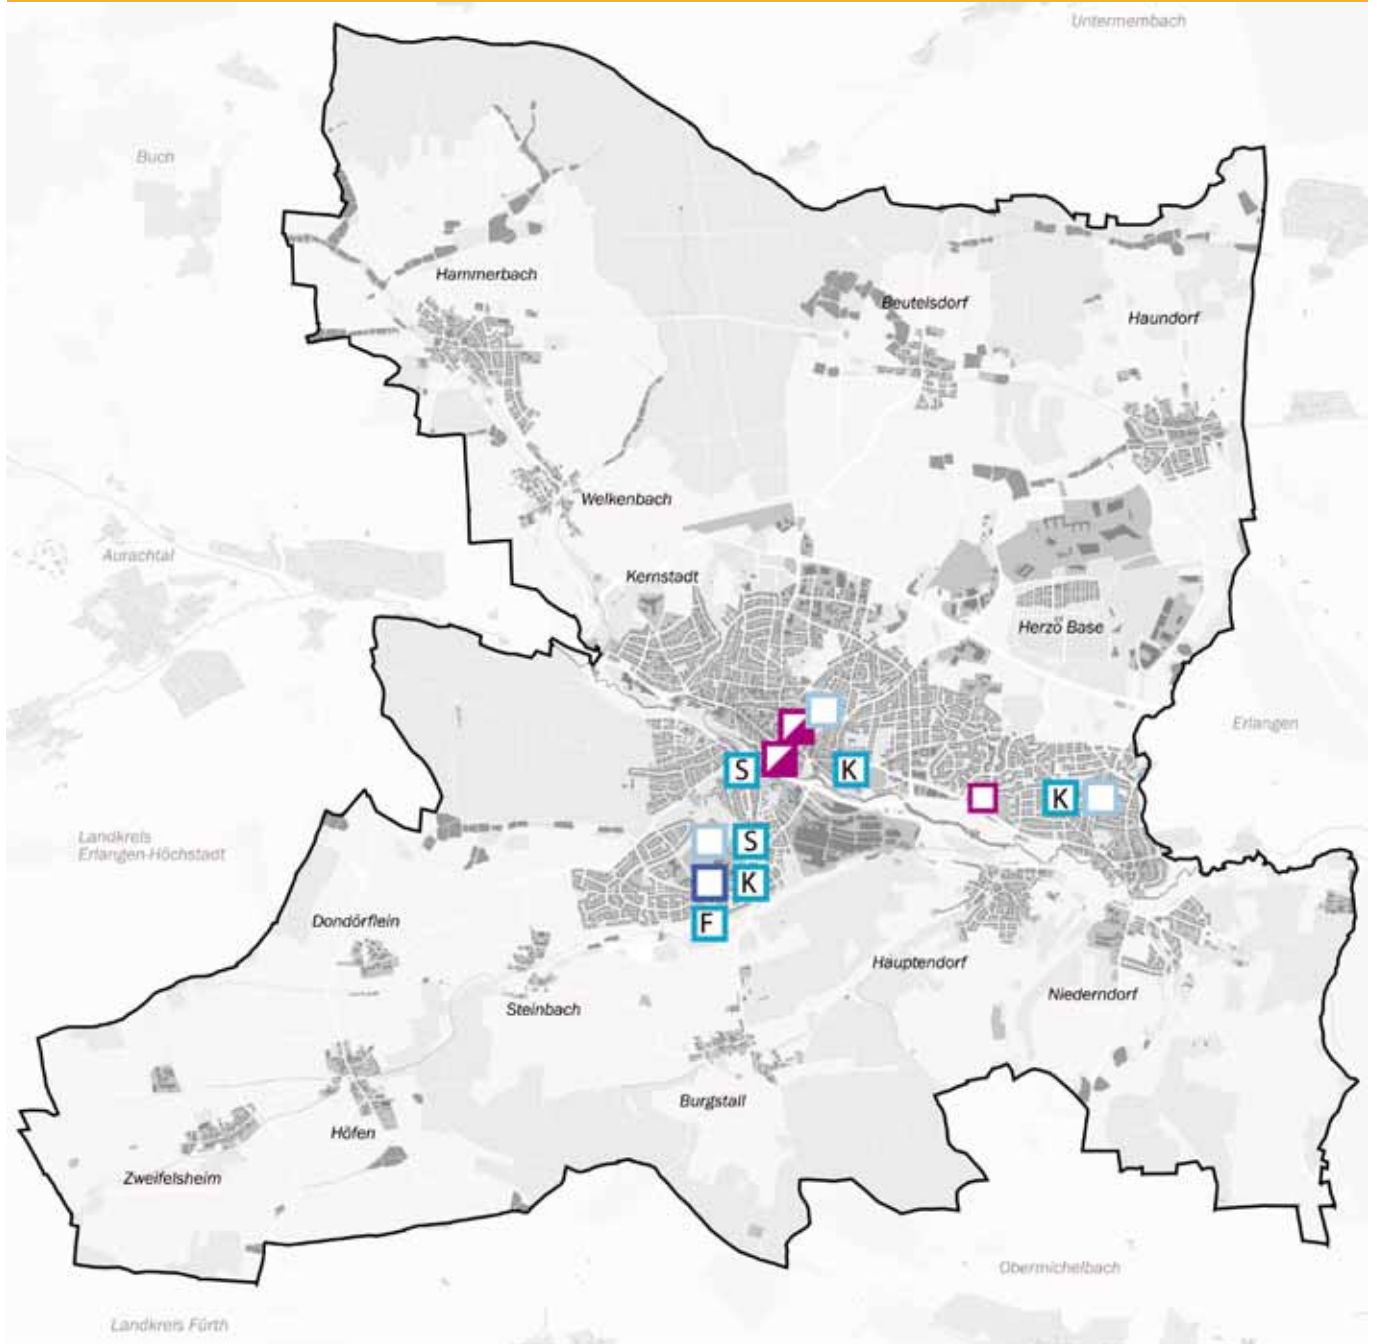 Untermembach
Buch
Hammerbach
Beutelsdorf
Haundorf
Welkenbach
Aurachtal
Kernstadt
Herzo Base
Erlangen
S
K
K
Landkreis
Erlangen-Höchstadt
S
K
F
Dondörflein
Hauptendorf
Steinbach
Niederndorf
Burgstall
Höfen
Zweifelsheim
Obermichelbach
Landkreis Fürth